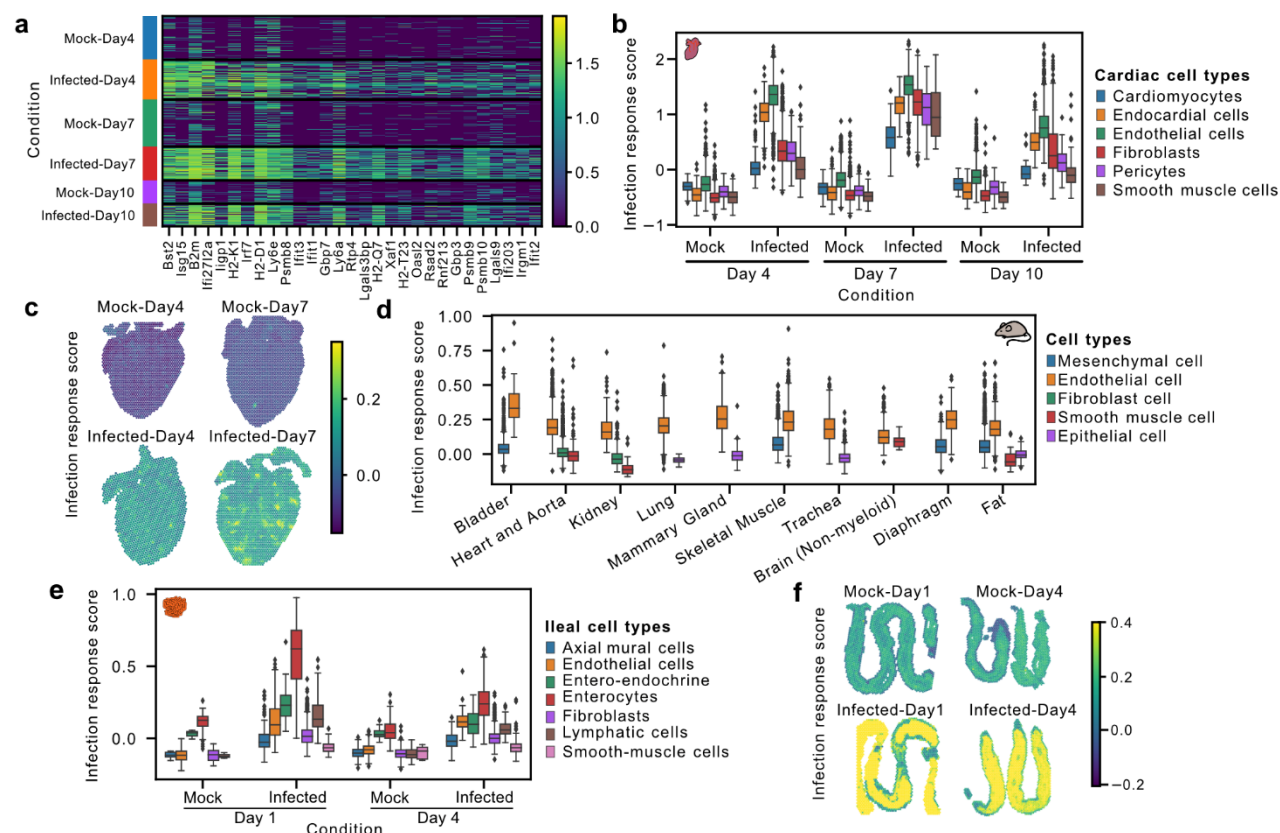 a
Condition
Mock-Day4
Infected-Day4
Mock-Day7
Infected-Day7
Mock-Day10
Infected-Day10
1.5
1.0
0.5
0.0
Bst2
Isg15
B2m
Ifi27l2a
Iigp1
H2-K1
Irf7
H2-D1
Ly6e
Psmb8
Ifit3
Ifit1
Gbp7
Ly6a
Rtp4
Lgals3bp
H2-Q7
Xaf1
H2-T23
Oasl2
Rsad2
Rnf213
Gbp3
Psmb9
Psmb10
Lgals9
Ifi203
Irgm1
Ifit2
b
Infection response score
2
1
0
−1
Mock Infected Mock Infected Mock Infected
Day 4 Day 7 Day 10
Condition
Cardiac cell types
Cardiomyocytes
Endocardial cells
Endothelial cells
Fibroblasts
Pericytes
Smooth muscle cells
c
Infection response score
Mock-Day4 Mock-Day7
Infected-Day4 Infected-Day7
0.2
0.0
d
Infection response score
1.00
0.75
0.50
0.25
0.00
Bladder
Heart and Aorta
Kidney
Lung
Mammary Gland
Skeletal Muscle
Trachea
Brain (Non-myeloid)
Diaphragm
Fat
Cell types
Mesenchymal cell
Endothelial cell
Fibroblast cell
Smooth muscle cell
Epithelial cell
e
Infection response score
1.0
0.5
0.0
Mock Infected Mock Infected
Day 1 Day 4
Condition
Ileal cell types
Axial mural cells
Endothelial cells
Entero-endocrine
Enterocytes
Fibroblasts
Lymphatic cells
Smooth-muscle cells
f
Infection response score
Mock-Day1 Mock-Day4
Infected-Day1 Infected-Day4
0.4
0.2
0.0
−0.2